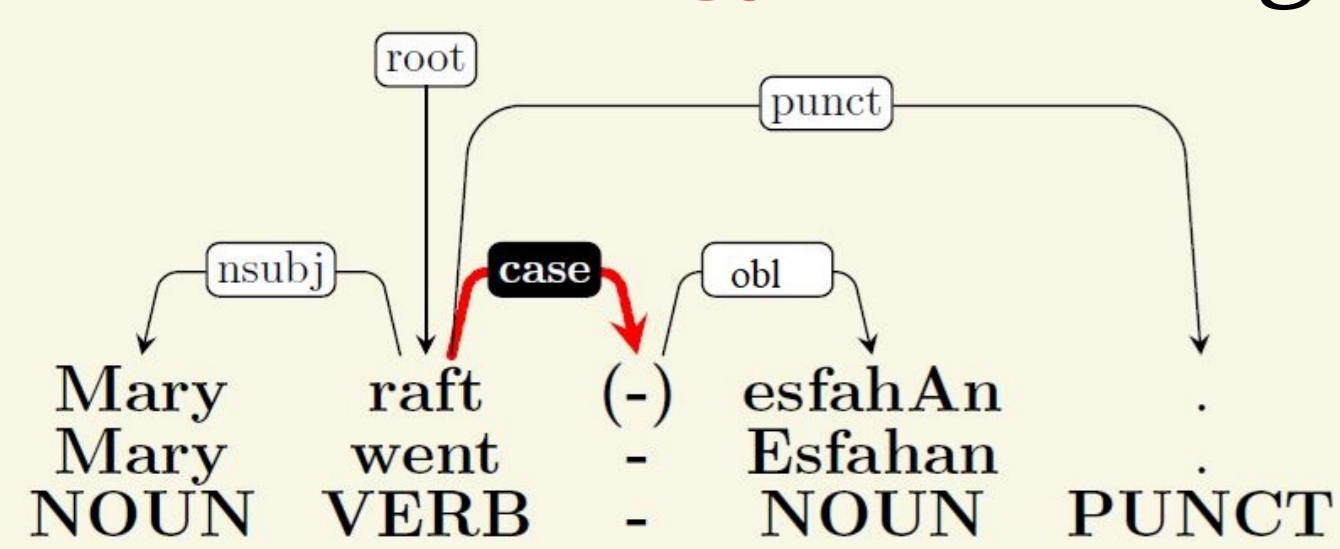 root
punct
nsubj case obl
Mary raft (-) esfahAn .
Mary went - Esfahan .
NOUN VERB - NOUN PUNCT